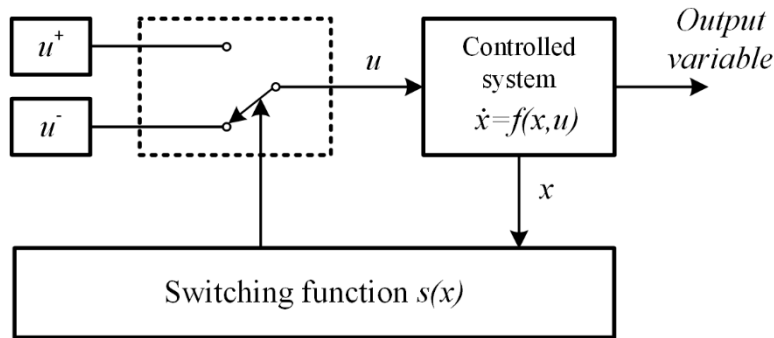 Output
variable
u⁺
Controlled
system
u
ẋ=f(x,u)
u⁻
x
Switching function s(x)